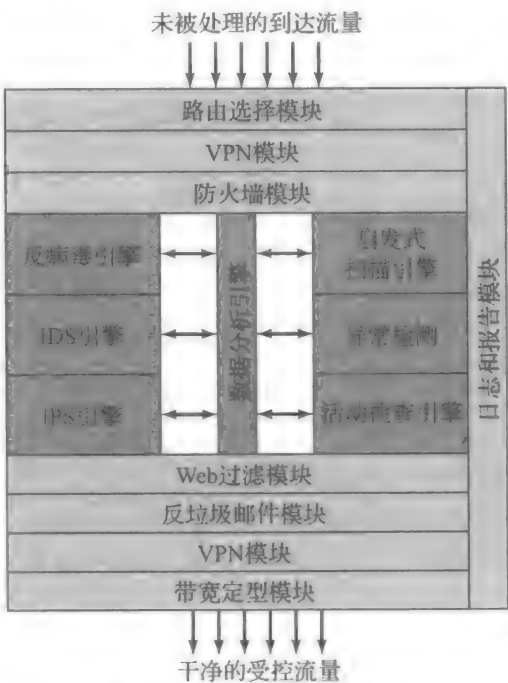 未被处理的到达流量
路由选择模块
VPN模块
防火墙模块
反病毒引擎
IDS引擎
IPS引擎
数据分析引擎
启发式
扫描引擎
异常检测
活动检查引擎
日志和报告模块
Web过滤模块
反垃圾邮件模块
VPN模块
带宽定型模块
干净的受控流量